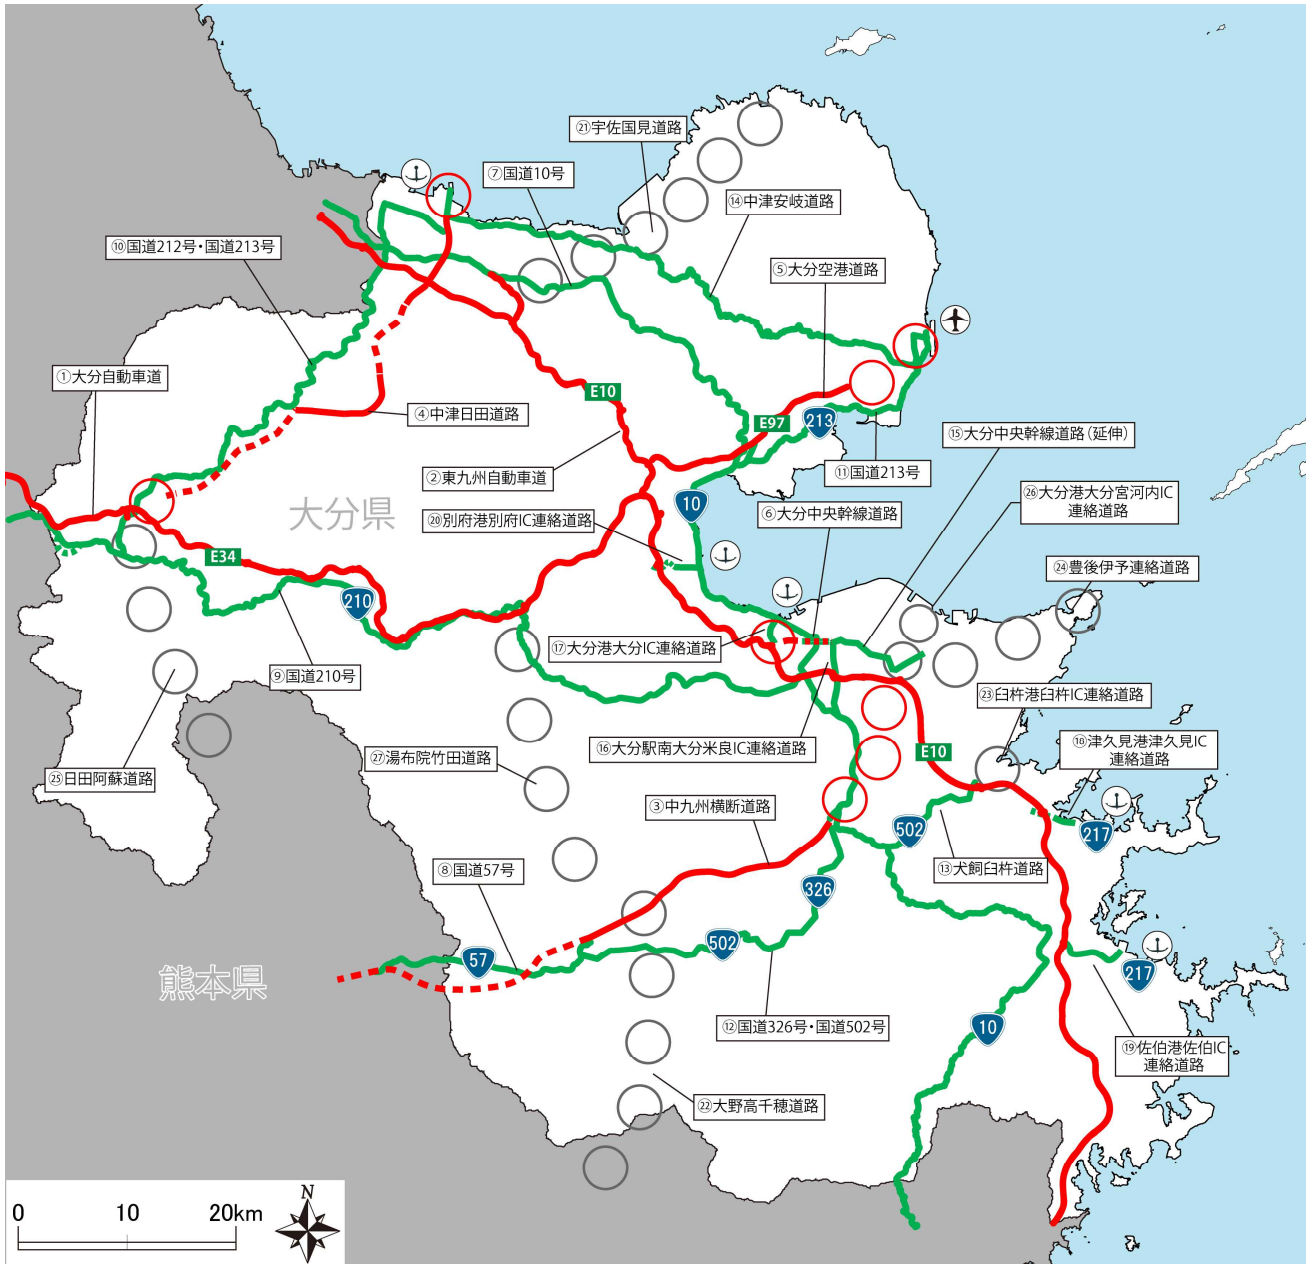 ㉑宇佐国見道路
⑦国道10号
⑭中津安岐道路
⑩国道212号・国道213号
⑤大分空港道路
①大分自動車道
E10
④中津日田道路
E97
213
⑮大分中央幹線道路(延伸)
②東九州自動車道
⑪国道213号
大分県
10
⑥大分中央幹線道路
㉖大分港大分宮河内IC
連絡道路
⑳別府港別府IC連絡道路
E34
㉔豊後伊予連絡道路
210
⑰大分港大分IC連絡道路
⑨国道210号
㉓臼杵港臼杵IC連絡道路
⑯大分駅南大分米良IC連絡道路
E10
⑱津久見港津久見IC
連絡道路
㉗湯布院竹田道路
㉕日田阿蘇道路
③中九州横断道路
502
217
⑧国道57号
⑬犬飼臼杵道路
326
502
57
217
熊本県
⑫国道326号・国道502号
10
⑲佐伯港佐伯IC
連絡道路
㉒大野高千穂道路
N
0 10 20km